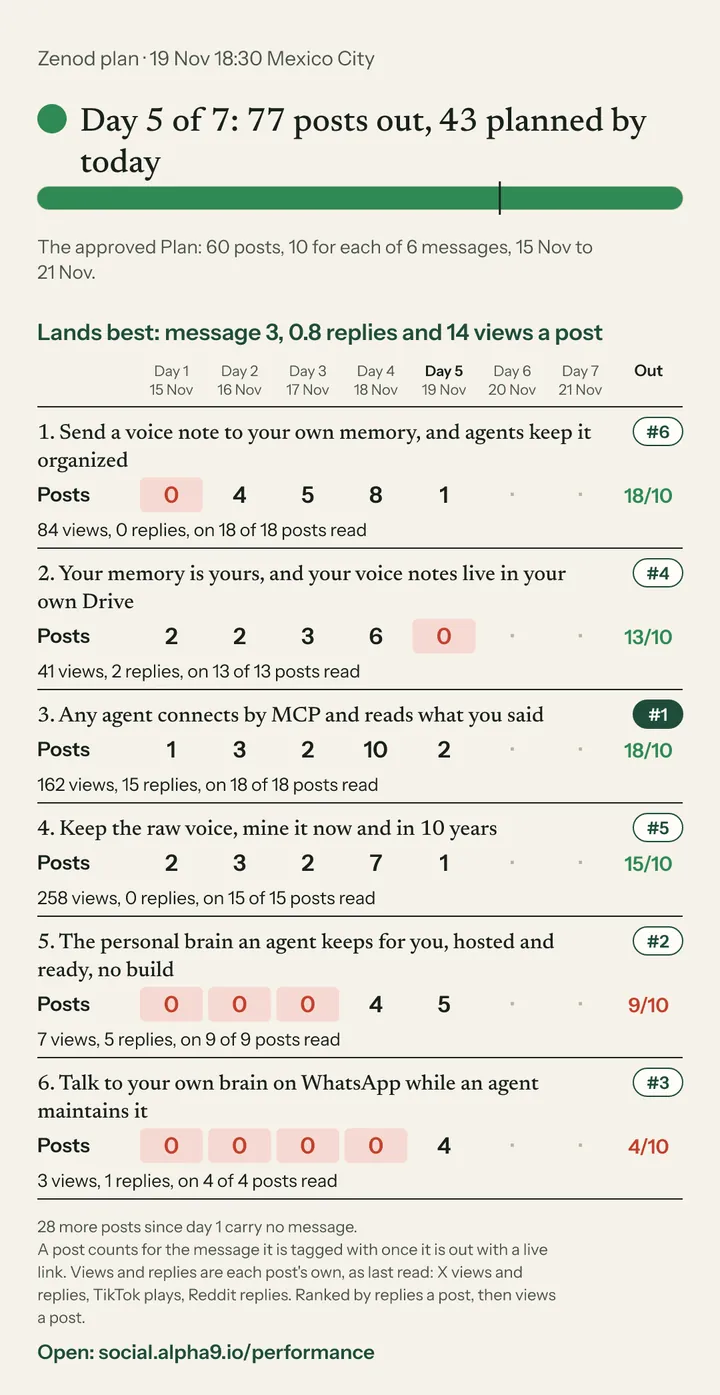 Zenod plan · 19 Nov 18:30 Mexico City
Day 5 of 7: 77 posts out, 43 planned by
today
The approved Plan: 60 posts, 10 for each of 6 messages, 15 Nov to
21 Nov.
Lands best: message 3, 0.8 replies and 14 views a post
Day 1 Day 2 Day 3 Day 4 Day 5 Day 6 Day 7 Out
15 Nov 16 Nov 17 Nov 18 Nov 19 Nov 20 Nov 21 Nov
1. Send a voice note to your own memory, and agents keep it #6
organized
Posts 0 4 5 8 1 · · 18/10
84 views, 0 replies, on 18 of 18 posts read
2. Your memory is yours, and your voice notes live in your #4
own Drive
Posts 2 2 3 6 0 · · 13/10
41 views, 2 replies, on 13 of 13 posts read
3. Any agent connects by MCP and reads what you said #1
Posts 1 3 2 10 2 · · 18/10
162 views, 15 replies, on 18 of 18 posts read
4. Keep the raw voice, mine it now and in 10 years #5
Posts 2 3 2 7 1 · · 15/10
258 views, 0 replies, on 15 of 15 posts read
5. The personal brain an agent keeps for you, hosted and #2
ready, no build
Posts 0 0 0 4 5 · · 9/10
7 views, 5 replies, on 9 of 9 posts read
6. Talk to your own brain on WhatsApp while an agent #3
maintains it
Posts 0 0 0 0 4 · · 4/10
3 views, 1 replies, on 4 of 4 posts read
28 more posts since day 1 carry no message.
A post counts for the message it is tagged with once it is out with a live
link. Views and replies are each post's own, as last read: X views and
replies, TikTok plays, Reddit replies. Ranked by replies a post, then views
a post.
Open: social.alpha9.io/performance